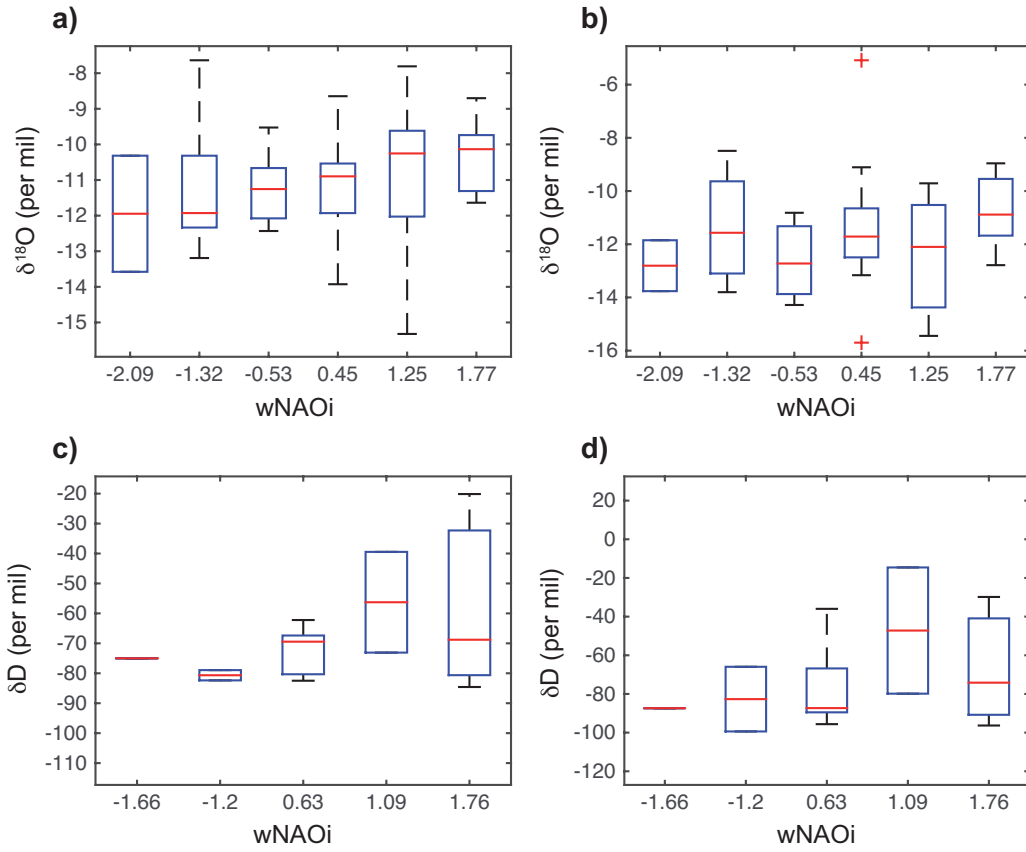 a)
δ18O (per mil)
-8
-9
-10
-11
-12
-13
-14
-15
-2.09 -1.32 -0.53 0.45 1.25 1.77
wNAOi
b)
δ18O (per mil)
-6
-8
-10
-12
-14
-16
-2.09 -1.32 -0.53 0.45 1.25 1.77
wNAOi
c)
δD (per mil)
-20
-30
-40
-50
-60
-70
-80
-90
-100
-110
-1.66 -1.2 0.63 1.09 1.76
wNAOi
d)
δD (per mil)
20
0
-20
-40
-60
-80
-100
-120
-1.66 -1.2 0.63 1.09 1.76
wNAOi